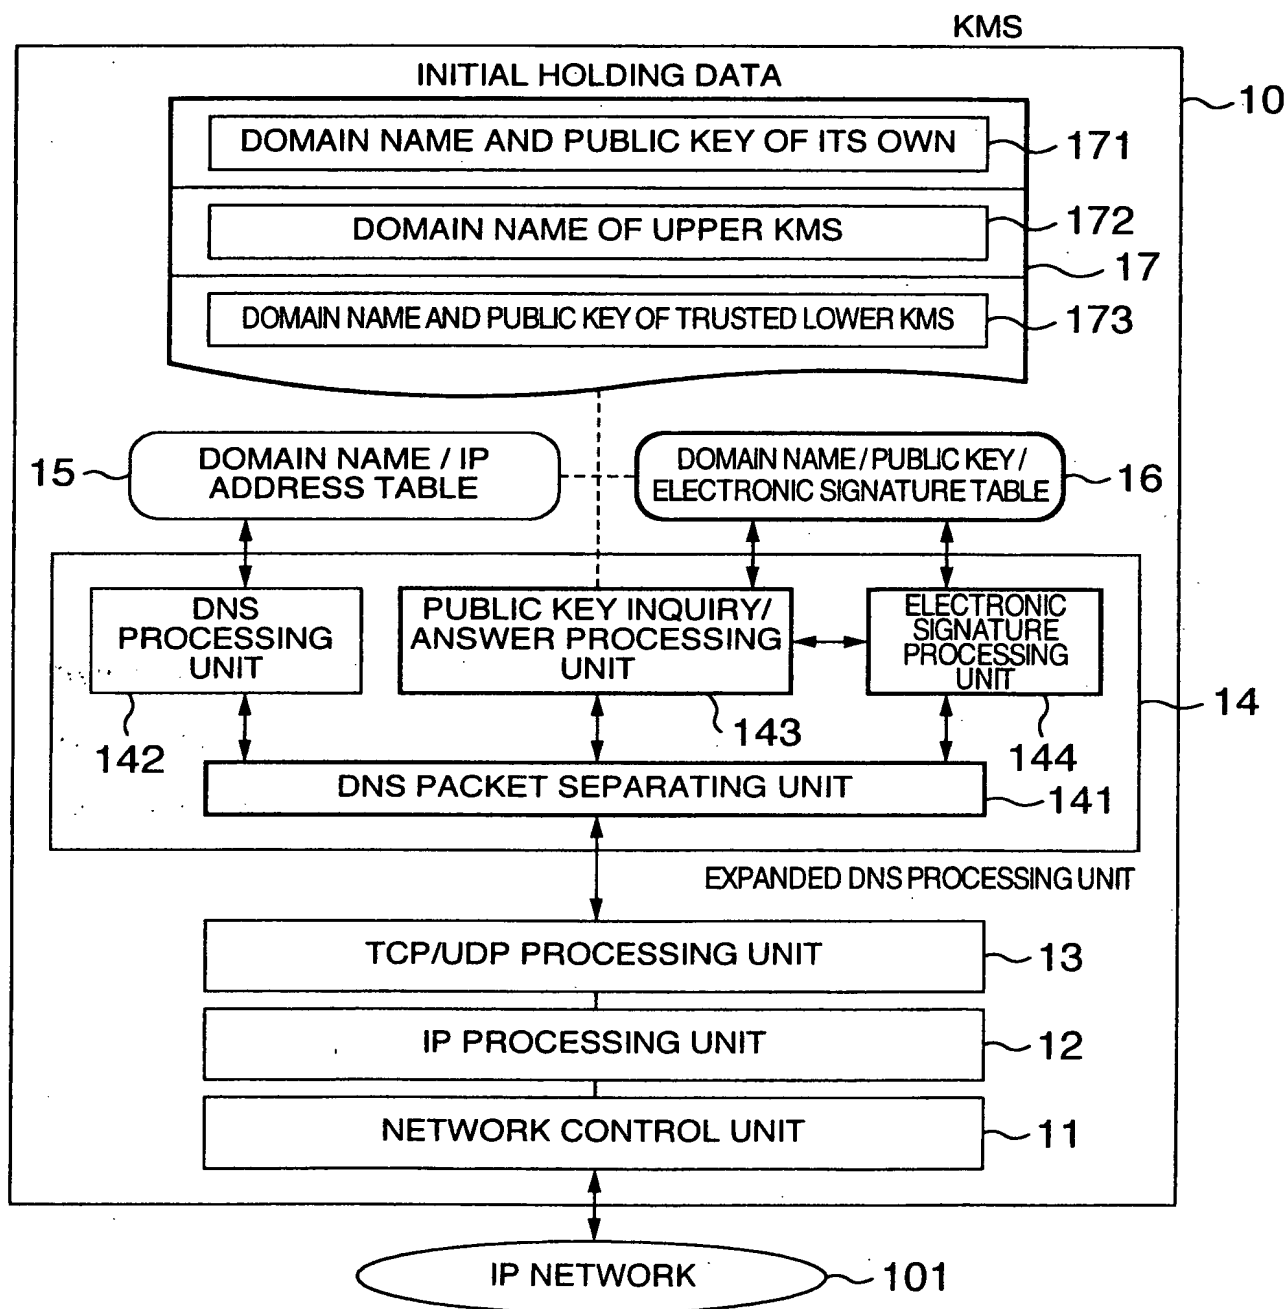 KMS
INITIAL HOLDING DATA
10
DOMAIN NAME AND PUBLIC KEY OF ITS OWN
171
DOMAIN NAME OF UPPER KMS
172
17
DOMAIN NAME AND PUBLIC KEY OF TRUSTED LOWER KMS
173
15
DOMAIN NAME / IP
ADDRESS TABLE
DOMAIN NAME / PUBLIC KEY /
ELECTRONIC SIGNATURE TABLE
16
DNS
PROCESSING
UNIT
142
PUBLIC KEY INQUIRY/
ANSWER PROCESSING
UNIT
143
ELECTRONIC
SIGNATURE
PROCESSING
UNIT
144
14
DNS PACKET SEPARATING UNIT
141
EXPANDED DNS PROCESSING UNIT
TCP/UDP PROCESSING UNIT
13
IP PROCESSING UNIT
12
NETWORK CONTROL UNIT
11
IP NETWORK
101